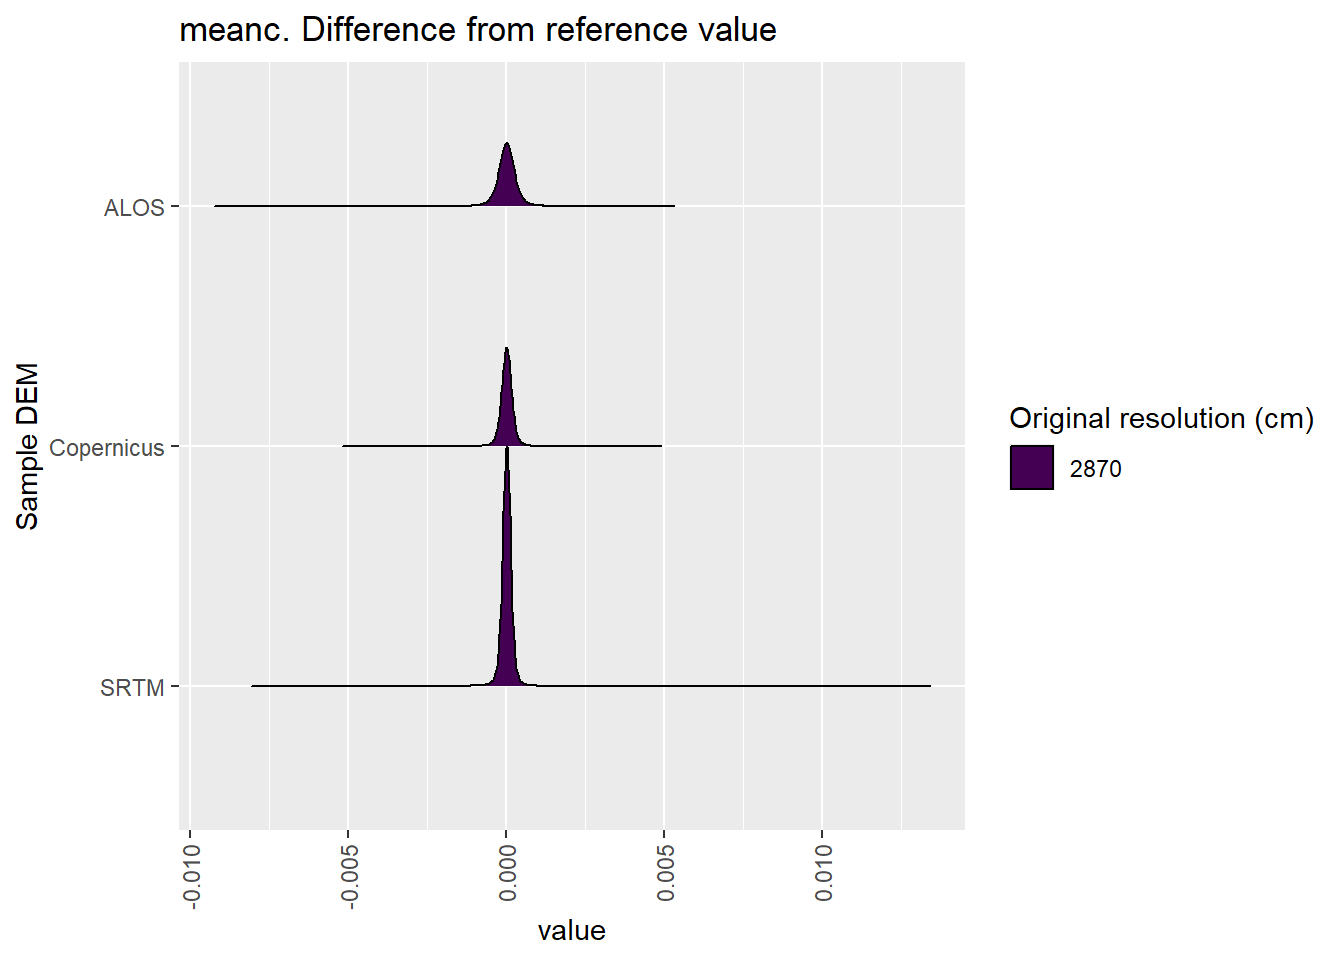 meanc. Difference from reference value
Sample DEM
ALOS
Copernicus
SRTM
-0.010
-0.005
0.000
0.005
0.010
value
Original resolution (cm)
2870